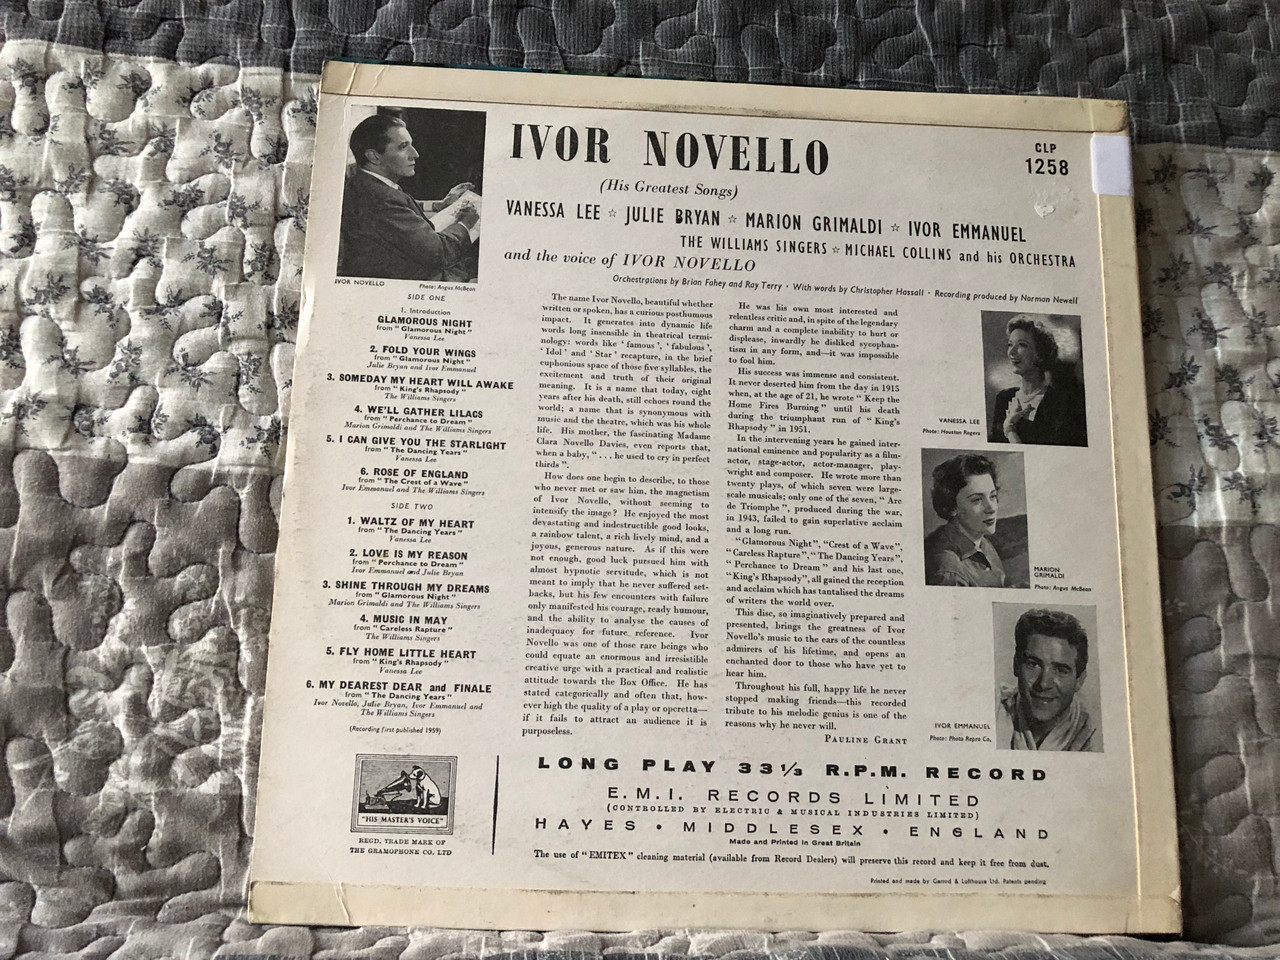 IVOR NOVELLO
CLP
1258
(His Greatest Songs)
VANESSA LEE ☆ JULIE BRYAN ☆ MARION GRIMALDI ☆ IVOR EMMANUEL
THE WILLIAMS SINGERS ☆ MICHAEL COLLINS and his ORCHESTRA
and the voice of IVOR NOVELLO
Orchestrations by Brian Fahey and Ray Terry · With words by Christopher Hassall · Recording produced by Norman Newell
IVOR NOVELLO
Photo: Angus McBean
SIDE ONE
1. Introduction
GLAMOROUS NIGHT
from "Glamorous Night"
Vanessa Lee
2. FOLD YOUR WINGS
from "Glamorous Night"
Julie Bryan and Ivor Emmanuel
3. SOMEDAY MY HEART WILL AWAKE
from "King's Rhapsody"
The Williams Singers
4. WE'LL GATHER LILACS
from "Perchance to Dream"
Marion Grimaldi and The Williams Singers
5. I CAN GIVE YOU THE STARLIGHT
from "The Dancing Years"
Vanessa Lee
6. ROSE OF ENGLAND
from "The Crest of a Wave"
Ivor Emmanuel and The Williams Singers
SIDE TWO
1. WALTZ OF MY HEART
from "The Dancing Years"
Vanessa Lee
2. LOVE IS MY REASON
from "Perchance to Dream"
Ivor Emmanuel and Julie Bryan
3. SHINE THROUGH MY DREAMS
from "Glamorous Night"
Marion Grimaldi and The Williams Singers
4. MUSIC IN MAY
from "Careless Rapture"
The Williams Singers
5. FLY HOME LITTLE HEART
from "King's Rhapsody"
Vanessa Lee
6. MY DEAREST DEAR and FINALE
from "The Dancing Years"
Ivor Novello, Julie Bryan, Ivor Emmanuel and
The Williams Singers
(Recording first published 1959)
The name Ivor Novello, beautiful whether
written or spoken, has a curious posthumous
impact. It generates into dynamic life
words long insensible in theatrical termi-
nology: words like 'famous', 'fabulous',
'Idol' and 'Star' recapture, in the brief
euphonious space of those five syllables, the
excitement and truth of their original
meaning. It is a name that today, eight
years after his death, still echoes round the
world; a name that is synonymous with
music and the theatre, which was his whole
life. His mother, the fascinating Madame
Clara Novello Davies, even reports that,
when a baby, "... he used to cry in perfect
thirds".
How does one begin to describe, to those
who never met or saw him, the magnetism
of Ivor Novello, without seeming to
intensify the image? He enjoyed the most
devastating and indestructible good looks,
a rainbow talent, a rich lively mind, and a
joyous, generous nature. As if this were
not enough, good luck pursued him with
almost hypnotic servitude, which is not
meant to imply that he never suffered set-
backs, but his few encounters with failure
only manifested his courage, ready humour,
and the ability to analyse the causes of
inadequacy for future reference. Ivor
Novello was one of those rare beings who
could equate an enormous and irresistible
creative urge with a practical and realistic
attitude towards the Box Office. He has
stated categorically and often that, how-
ever high the quality of a play or operetta—
if it fails to attract an audience it is
purposeless.
He was his own most interested and
relentless critic and, in spite of the legendary
charm and a complete inability to hurt or
displease, inwardly he disliked sycophan-
tism in any form, and—it was impossible
to fool him.
His success was immense and consistent.
It never deserted him from the day in 1915
when, at the age of 21, he wrote "Keep the
Home Fires Burning" until his death
during the triumphant run of "King's
Rhapsody" in 1951.
In the intervening years he gained inter-
national eminence and popularity as a film-
actor, stage-actor, actor-manager, play-
wright and composer. He wrote more than
twenty plays, of which seven were large-
scale musicals; only one of the seven, "Arc
de Triomphe", produced during the war,
in 1943, failed to gain superlative acclaim
and a long run.
"Glamorous Night", "Crest of a Wave",
"Careless Rapture", "The Dancing Years",
"Perchance to Dream" and his last one,
"King's Rhapsody", all gained the reception
and acclaim which has tantalised the dreams
of writers the world over.
This disc, so imaginatively prepared and
presented, brings the greatness of Ivor
Novello's music to the ears of the countless
admirers of his lifetime, and opens an
enchanted door to those who have yet to
hear him.
Throughout his full, happy life he never
stopped making friends—this recorded
tribute to his melodic genius is one of the
reasons why he never will.
PAULINE GRANT
VANESSA LEE
Photo: Houston Rogers
MARION
GRIMALDI
Photo: Angus McBean
IVOR EMMANUEL
Photo: Photo Repro Co.
"HIS MASTER'S VOICE"
REGD. TRADE MARK OF
THE GRAMOPHONE CO. LTD
LONG PLAY 33⅓ R.P.M. RECORD
E.M.I. RECORDS LIMITED
(CONTROLLED BY ELECTRIC & MUSICAL INDUSTRIES LIMITED)
HAYES • MIDDLESEX • ENGLAND
Made and Printed in Great Britain
The use of "EMITEX" cleaning material (available from Record Dealers) will preserve this record and keep it free from dust.
Printed and made by Garrod & Lofthouse Ltd. Patents pending